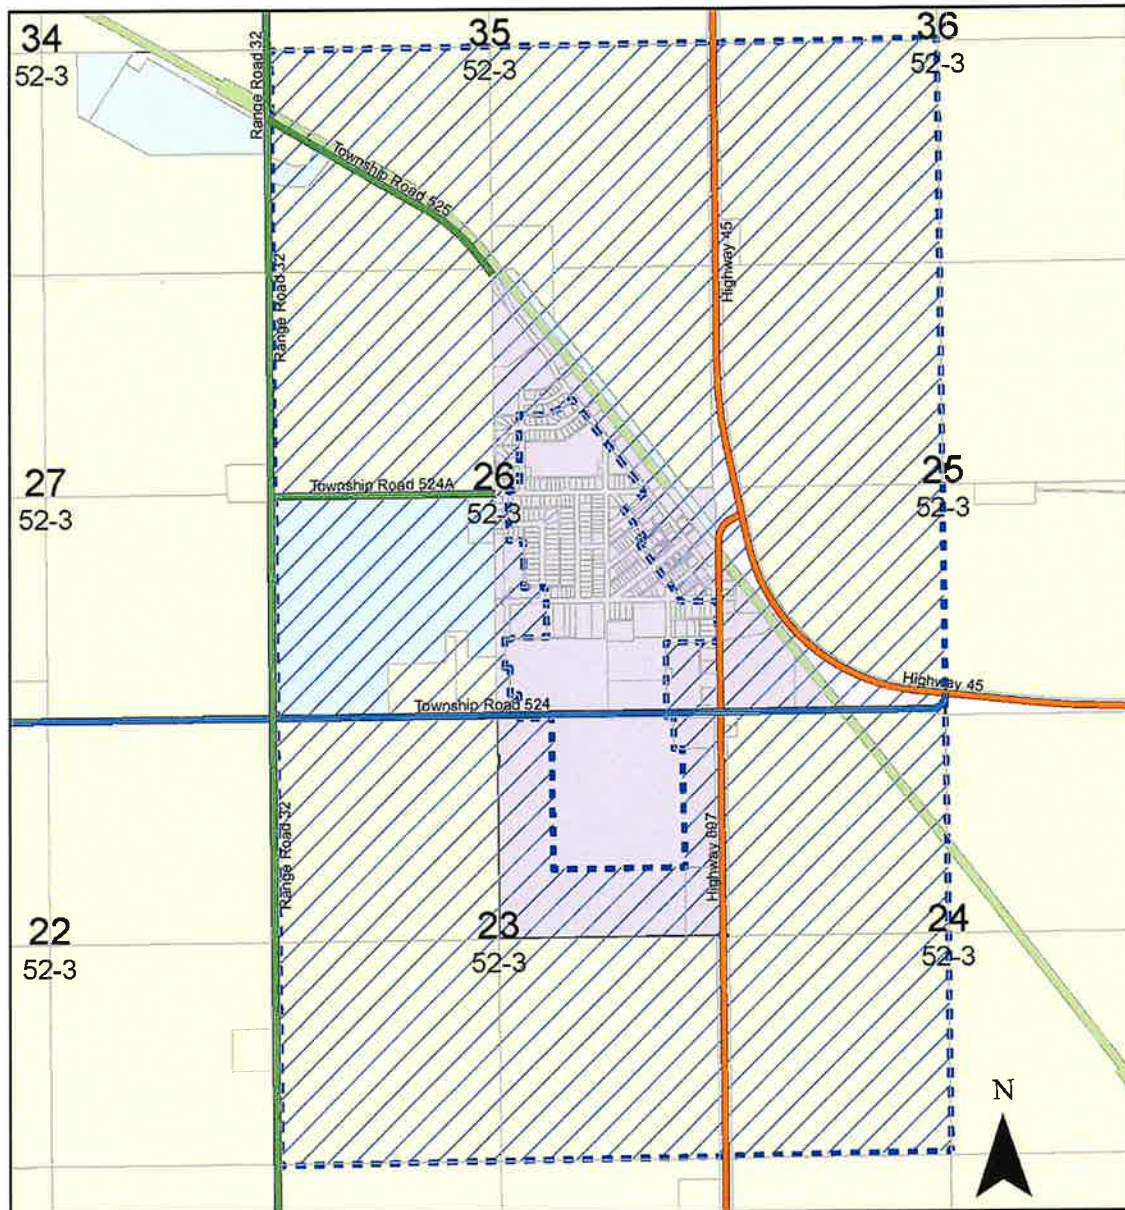 34
52-3
35
52-3
36
52-3
Range Road 32
Township Road 525
Highway 45
Range Road 32
27
52-3
Township Road 524A
26
52-3
25
52-3
Highway 45
Township Road 524
Range Road 32
Highway 897
22
52-3
23
52-3
24
52-3
N